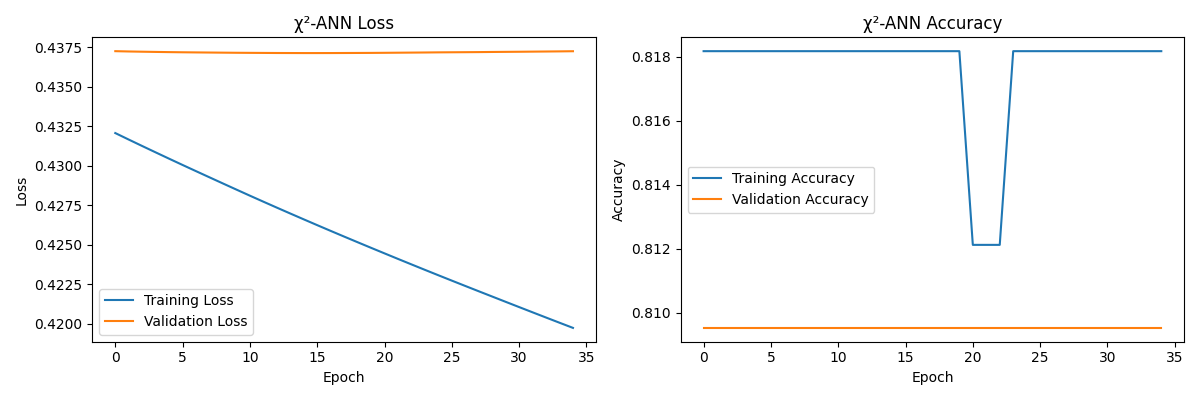 χ²-ANN Loss
0.4375
0.4350
0.4325
0.4300
0.4275
0.4250
0.4225
0.4200
Loss
Training Loss
Validation Loss
0 5 10 15 20 25 30 35
Epoch
χ²-ANN Accuracy
0.818
0.816
0.814
0.812
0.810
Accuracy
Training Accuracy
Validation Accuracy
0 5 10 15 20 25 30 35
Epoch